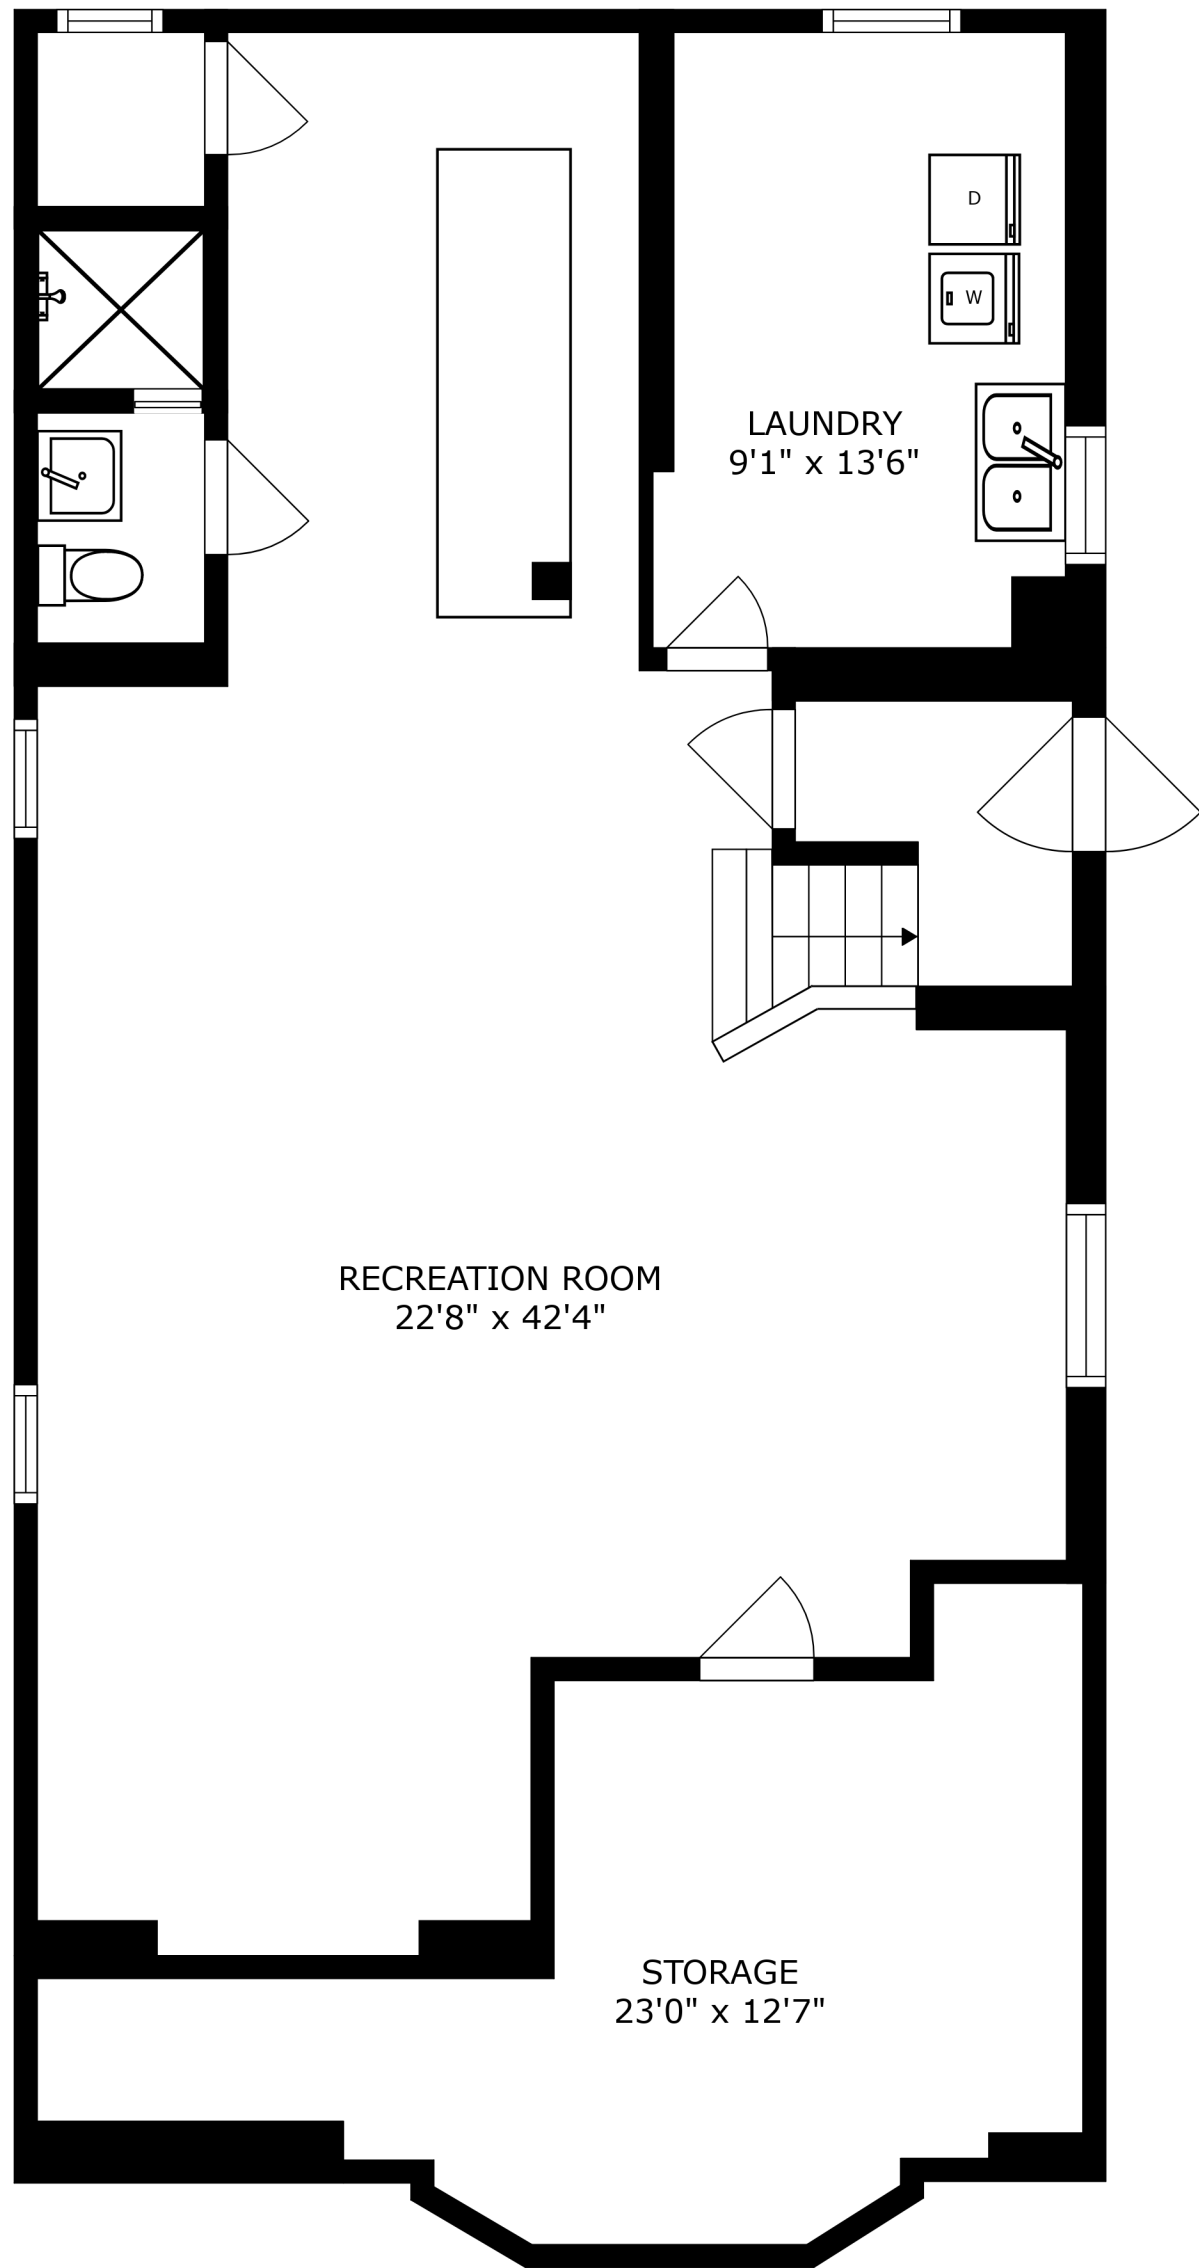 D
W
LAUNDRY
9'1" x 13'6"
RECREATION ROOM
22'8" x 42'4"
STORAGE
23'0" x 12'7"